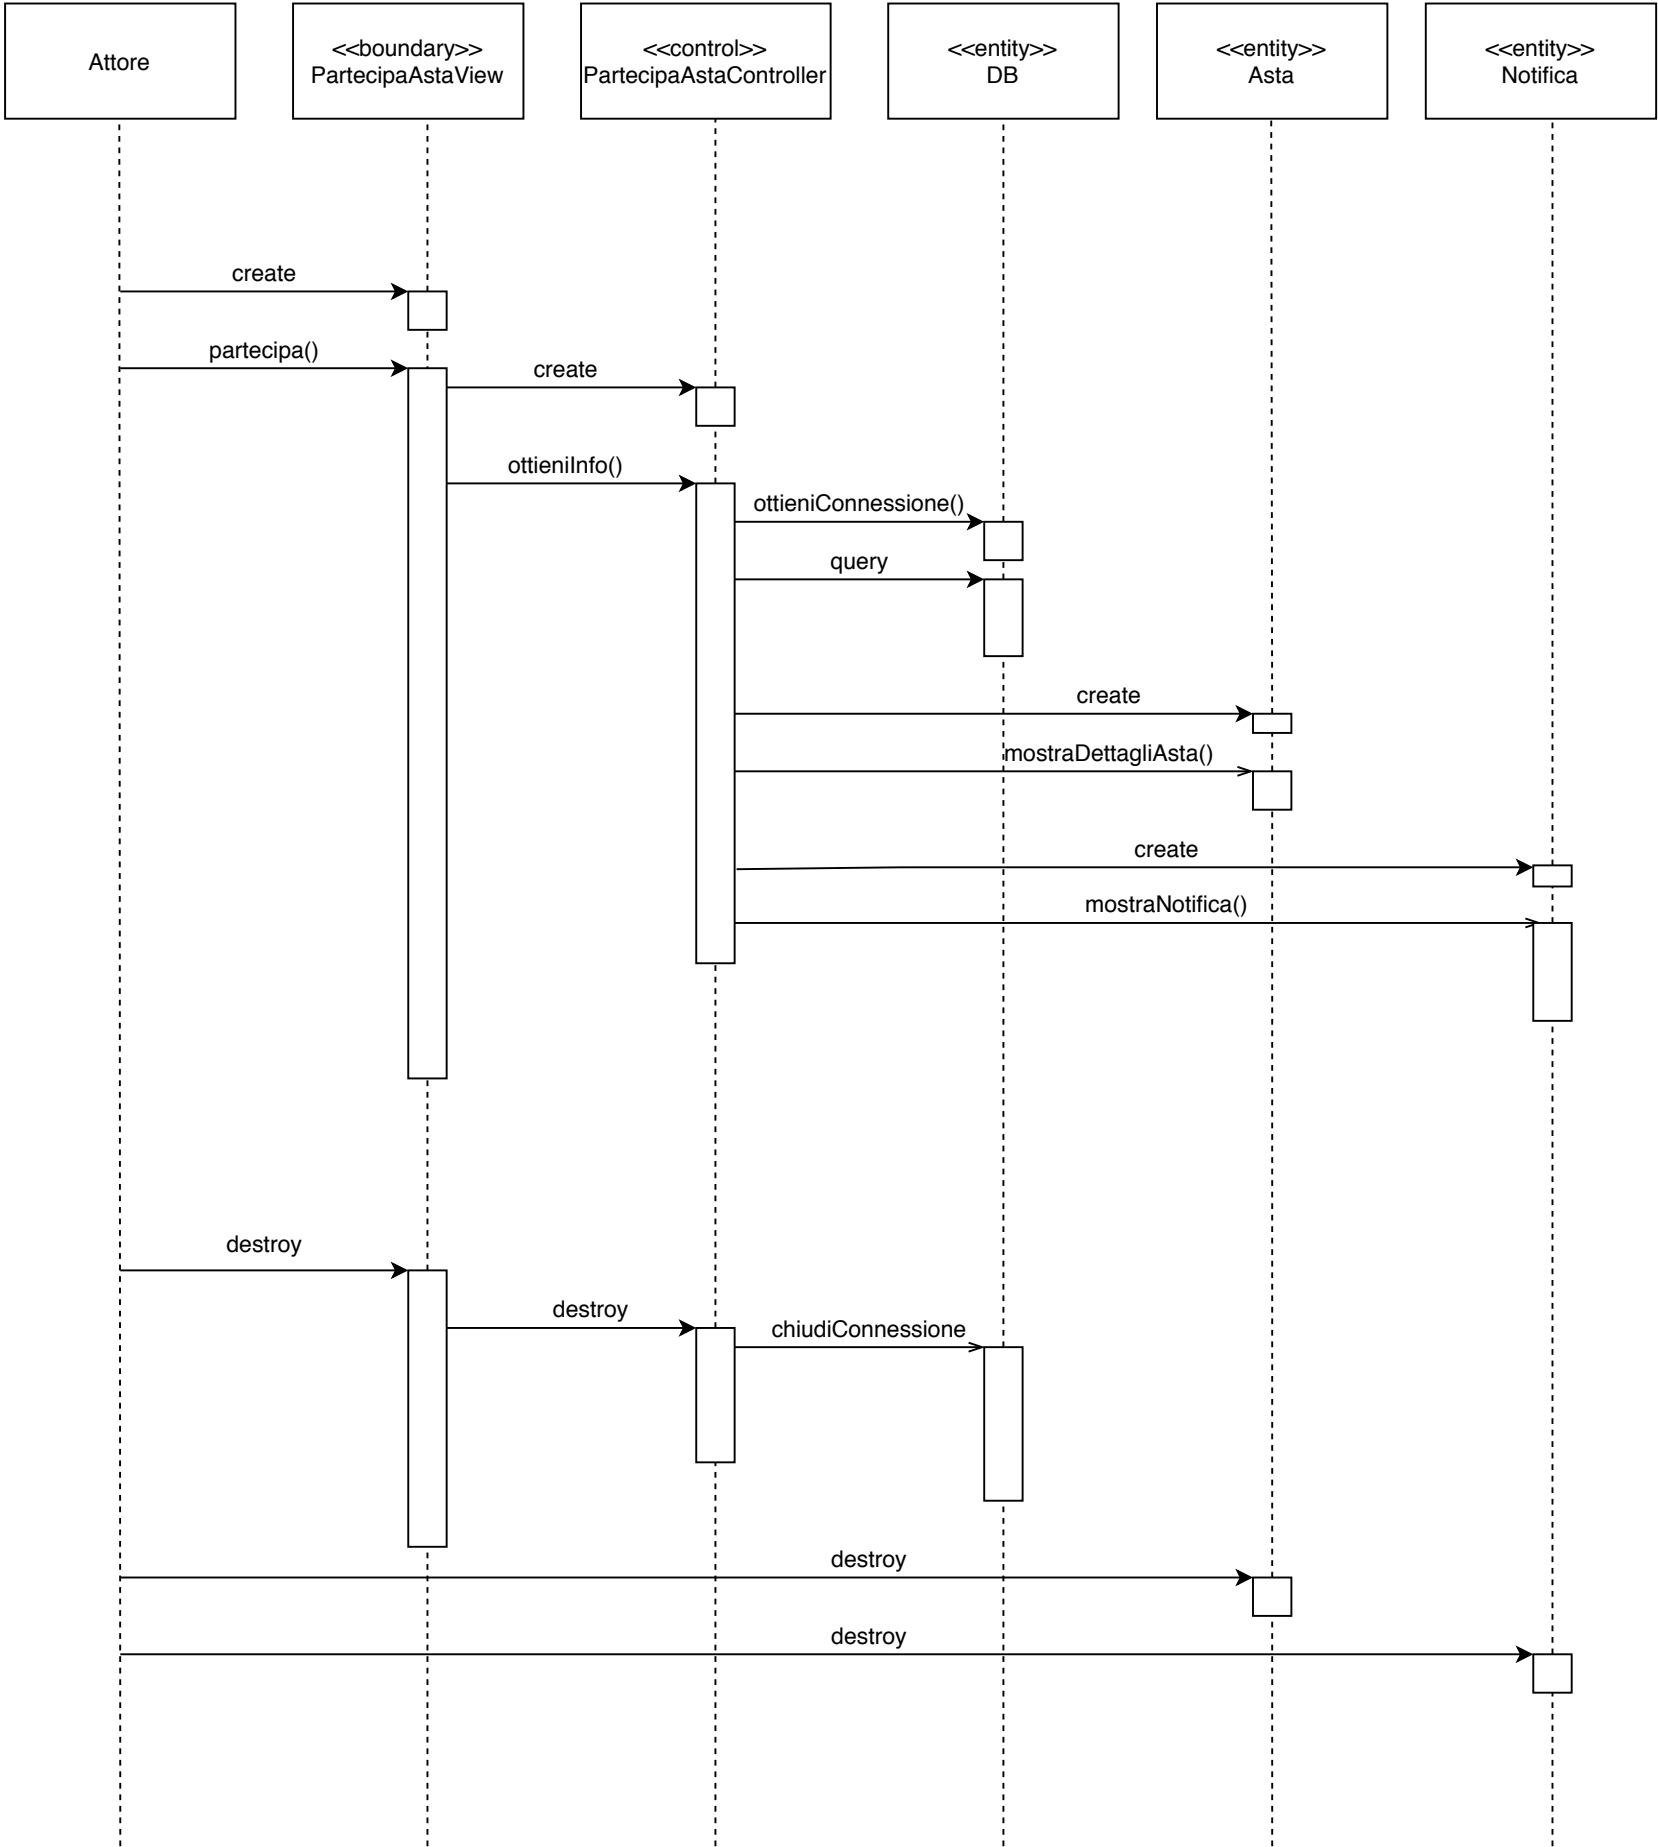 Attore
<<boundary>>
PartecipaAstaView
<<control>>
PartecipaAstaController
<<entity>>
DB
<<entity>>
Asta
<<entity>>
Notifica
create
partecipa()
create
ottieniInfo()
ottieniConnessione()
query
create
mostraDettagliAsta()
create
mostraNotifica()
destroy
destroy
chiudiConnessione
destroy
destroy